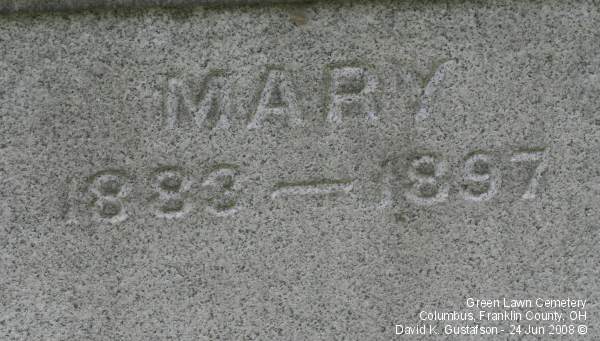 MARY
1883 — 1897
Green Lawn Cemetery
Columbus, Franklin County, OH
David K. Gustafson - 24 Jun 2008 ©